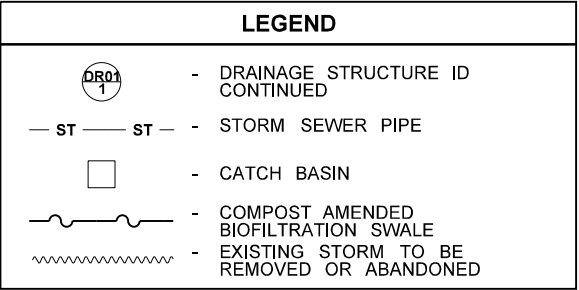 LEGEND
DR01
1
- DRAINAGE STRUCTURE ID
CONTINUED
ST ST - STORM SEWER PIPE
- CATCH BASIN
- COMPOST AMENDED
BIOFILTRATION SWALE
- EXISTING STORM TO BE
REMOVED OR ABANDONED